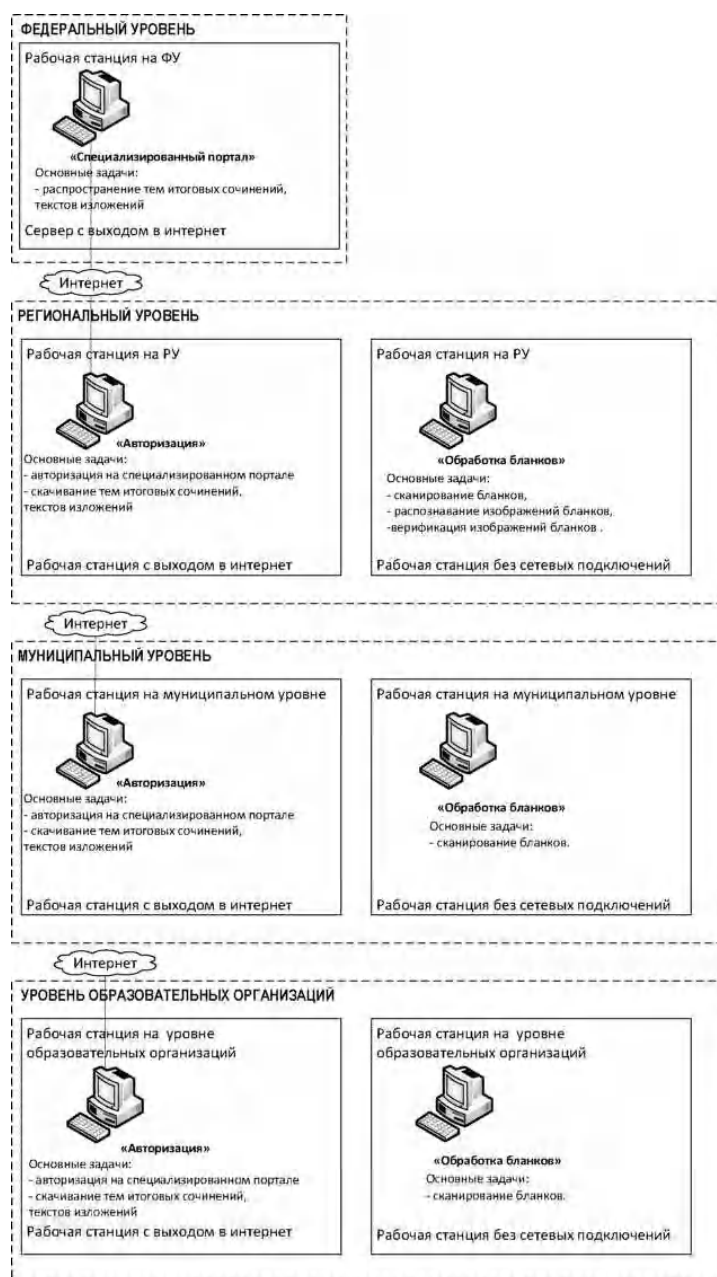 ФЕДЕРАЛЬНЫЙ УРОВЕНЬ
Рабочая станция на ФУ
«Специализированный портал»
Основные задачи:
- распространение тем итоговых сочинений,
текстов изложений
Сервер с выходом в интернет
Интернет
РЕГИОНАЛЬНЫЙ УРОВЕНЬ
Рабочая станция на РУ
«Авторизация»
Основные задачи:
- авторизация на специализированном портале
- скачивание тем итоговых сочинений,
текстов изложений
Рабочая станция с выходом в интернет
Рабочая станция на РУ
«Обработка бланков»
Основные задачи:
- сканирование бланков,
- распознавание изображений бланков,
-верификация изображений бланков .
Рабочая станция без сетевых подключений
Интернет
МУНИЦИПАЛЬНЫЙ УРОВЕНЬ
Рабочая станция на муниципальном уровне
«Авторизация»
Основные задачи:
- авторизация на специализированном портале
- скачивание тем итоговых сочинений,
текстов изложений
Рабочая станция с выходом в интернет
Рабочая станция на муниципальном уровне
«Обработка бланков»
Основные задачи:
- сканирование бланков.
Рабочая станция без сетевых подключений
Интернет
УРОВЕНЬ ОБРАЗОВАТЕЛЬНЫХ ОРГАНИЗАЦИЙ
Рабочая станция на уровне
образовательных организаций
«Авторизация»
Основные задачи:
- авторизация на специализированном портале
- скачивание тем итоговых сочинений,
текстов изложений
Рабочая станция с выходом в интернет
Рабочая станция на уровне
образовательных организаций
«Обработка бланков»
Основные задачи:
- сканирование бланков.
Рабочая станция без сетевых подключений